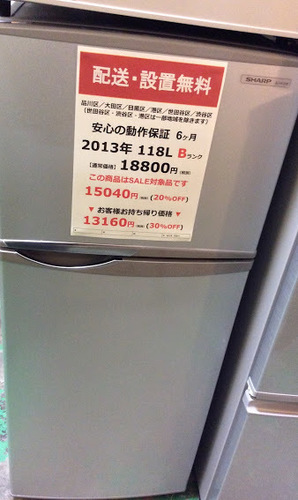 配送・設置無料
SHARP
品川区／大田区／目黒区／港区／世田谷区／渋谷区
(世田谷区・渋谷区・港区は一部地域を除きます)
安心の動作保証 6ヶ月
2013年 118L Bランク
【通常価格】18800円(税別)
この商品はSALE対象品です
15040円(税別)(20%OFF)
▼お客様お持ち帰り価格▼
13160円(税別)(30%OFF)